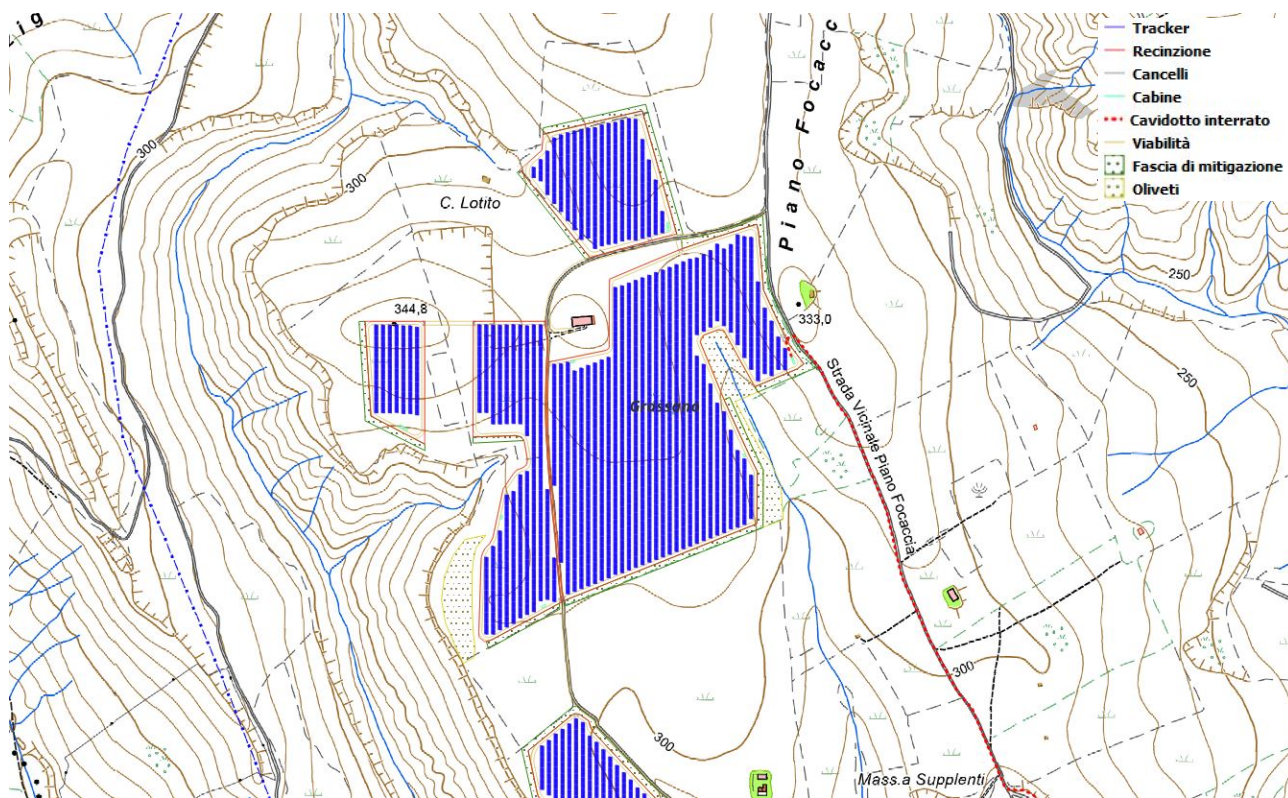 ig
Piano Focacc
Tracker
Recinzione
Cancelli
Cabine
Cavidotto interrato
Viabilità
Fascia di mitigazione
Oliveti
300
300
C. Lotito
250
344,8
333,0
250
Grassano
Strada Vicinale Piano Focaccia
300
300
Mass.a Supplenti